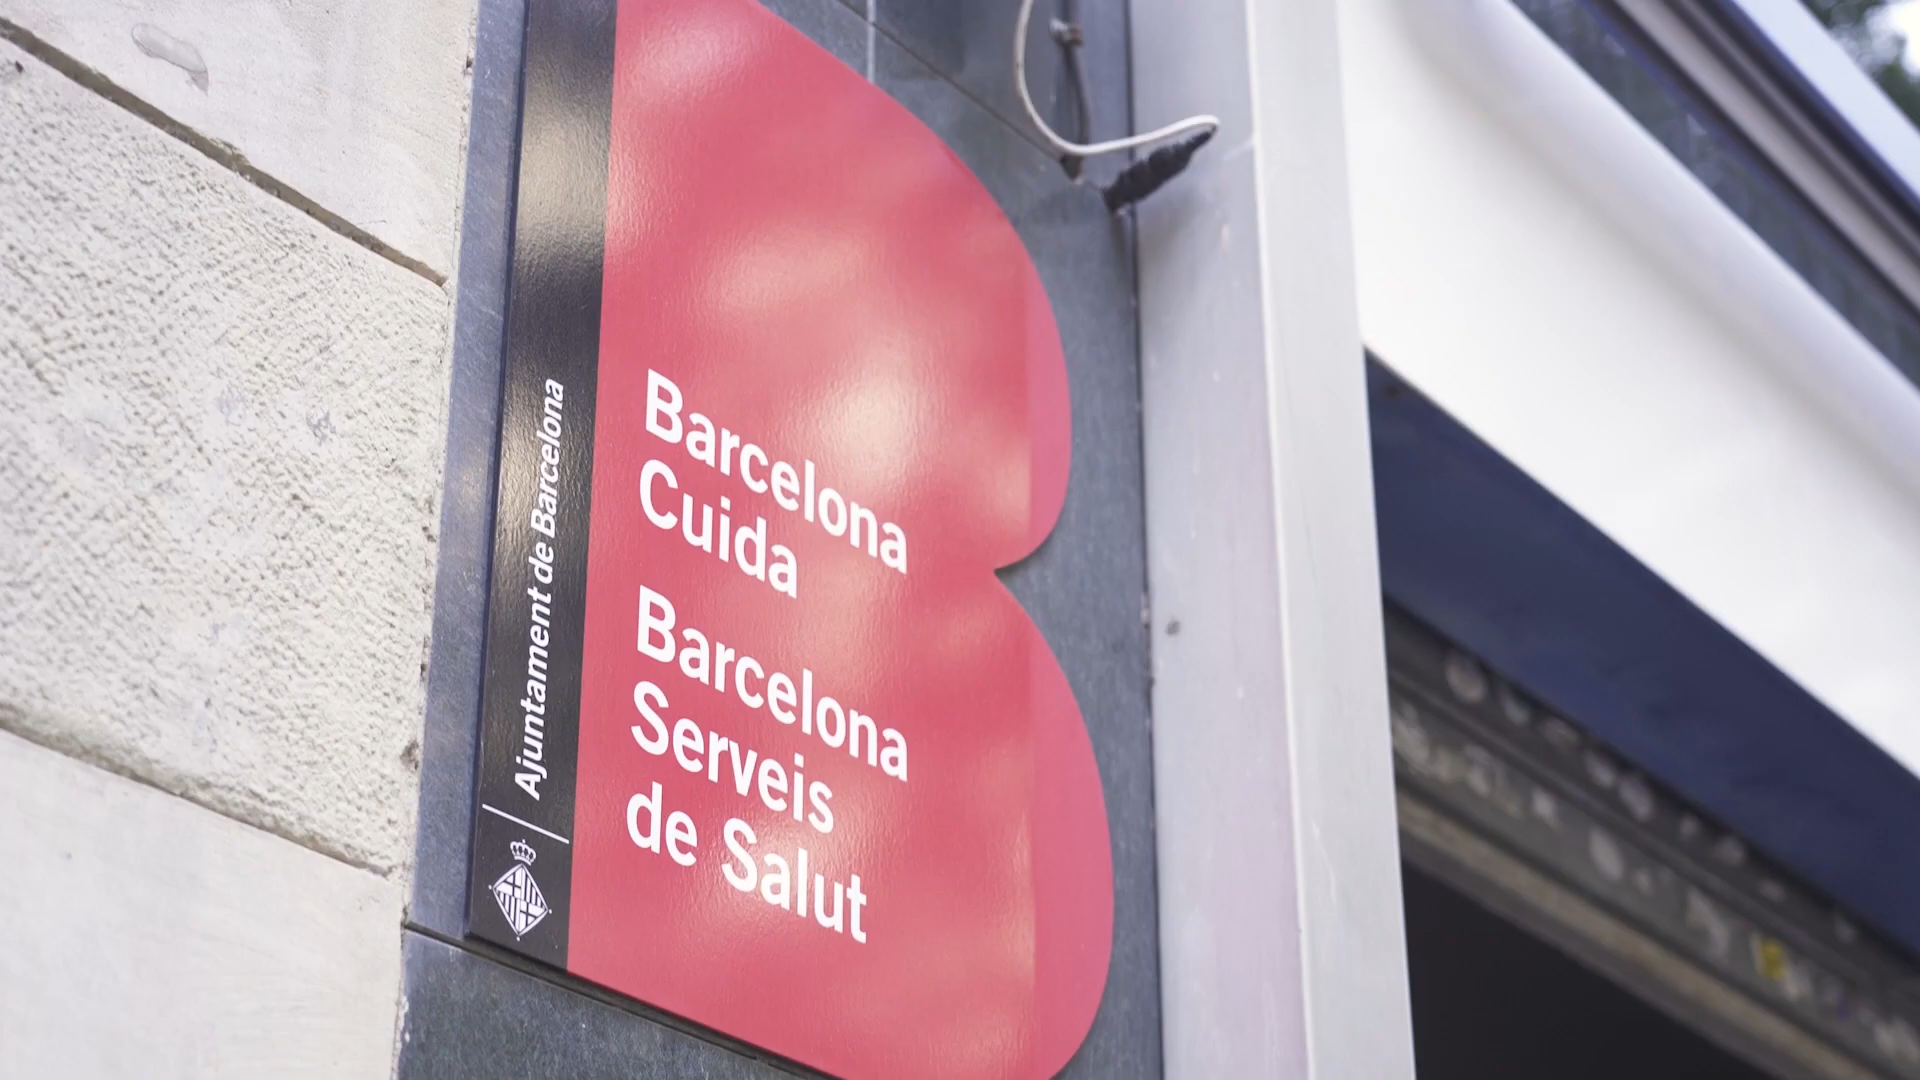 Ajuntament de Barcelona
Barcelona
Cuida
Barcelona
Serveis
de Salut